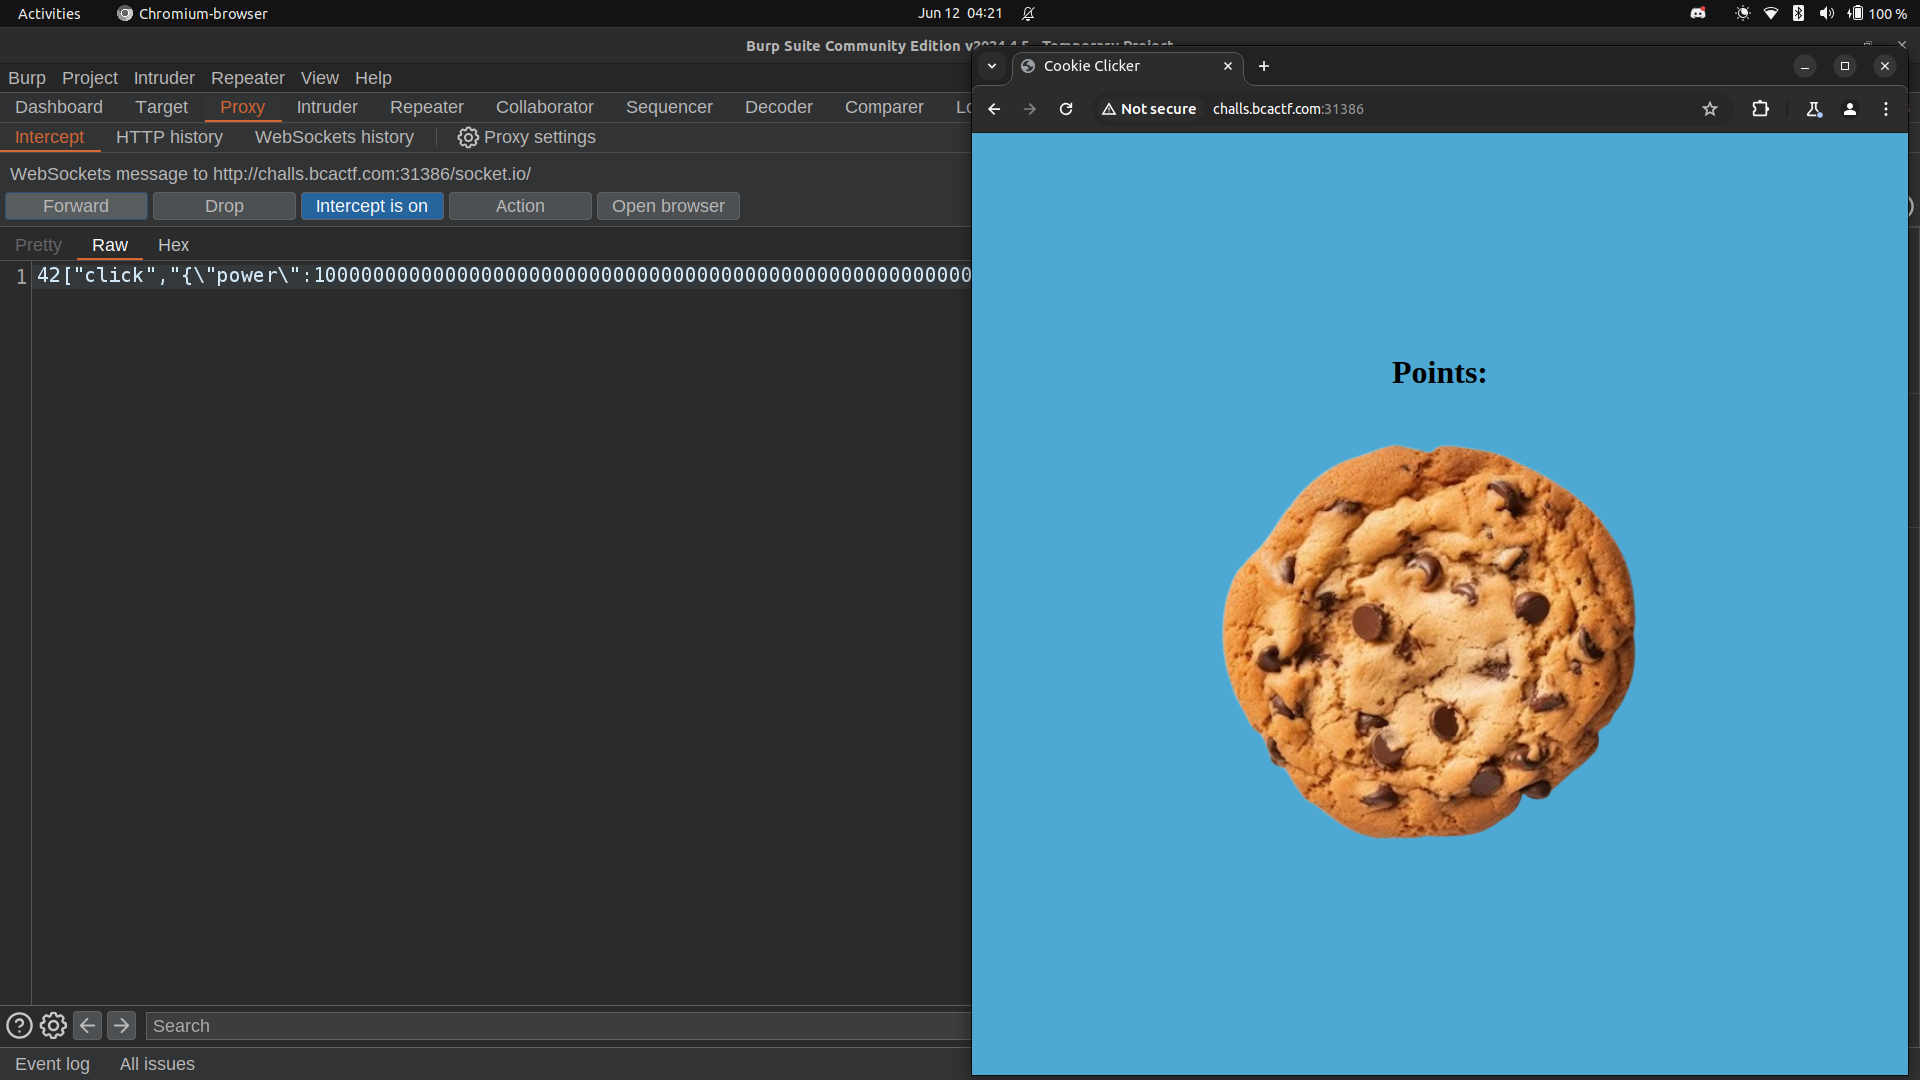 Activities Chromium-browser Jun 12 04:21 100 %
Burp Suite Community Edition
Burp Project Intruder Repeater View Help
Dashboard Target Proxy Intruder Repeater Collaborator Sequencer Decoder Comparer
Intercept HTTP history WebSockets history Proxy settings
WebSockets message to http://challs.bcactf.com:31386/socket.io/
Forward Drop Intercept is on Action Open browser
Pretty Raw Hex
1 42["click","{\"power\":1000000000000000000000000000000000000000000000000000000
Search
Event log All issues
Cookie Clicker
Not secure challs.bcactf.com:31386
Points: